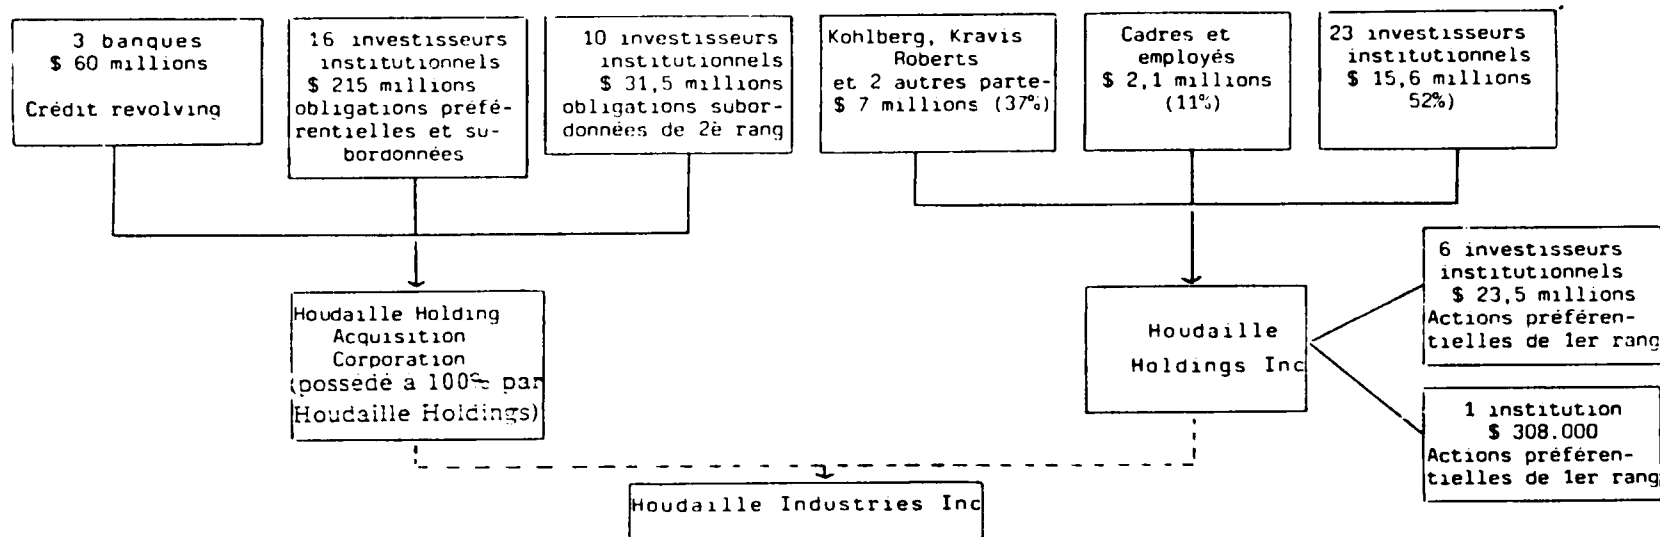 3 banques
$ 60 millions
Crédit revolving
16 investisseurs
institutionnels
$ 215 millions
obligations préfé-
rentielles et su-
bordonnées
10 investisseurs
institutionnels
$ 31,5 millions
obligations subor-
données de 2è rang
Kohlberg, Kravis
Roberts
et 2 autres parte-
$ 7 millions (37%)
Cadres et
employés
$ 2,1 millions
(11%)
23 investisseurs
institutionnels
$ 15,6 millions
52%)
Houdaille Holding
Acquisition
Corporation
(possédé à 100% par
Houdaille Holdings)
Houdaille
Holdings Inc
6 investisseurs
institutionnels
$ 23,5 millions
Actions préféren-
tielles de 1er rang
1 institution
$ 308.000
Actions préféren-
tielles de 1er rang
Houdaille Industries Inc